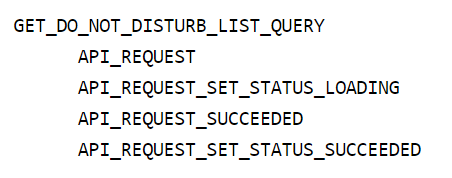 GET_DO_NOT_DISTURB_LIST_QUERY
API_REQUEST
API_REQUEST_SET_STATUS_LOADING
API_REQUEST_SUCCEEDED
API_REQUEST_SET_STATUS_SUCCEEDED